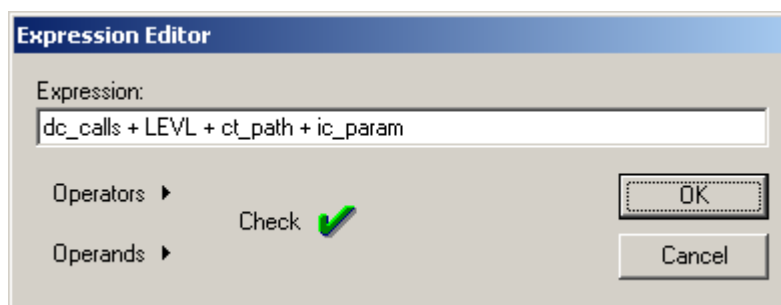 Expression Editor
Expression:
dc_calls + LEVL + ct_path + ic_param
Operators
OK
Check
Operands
Cancel